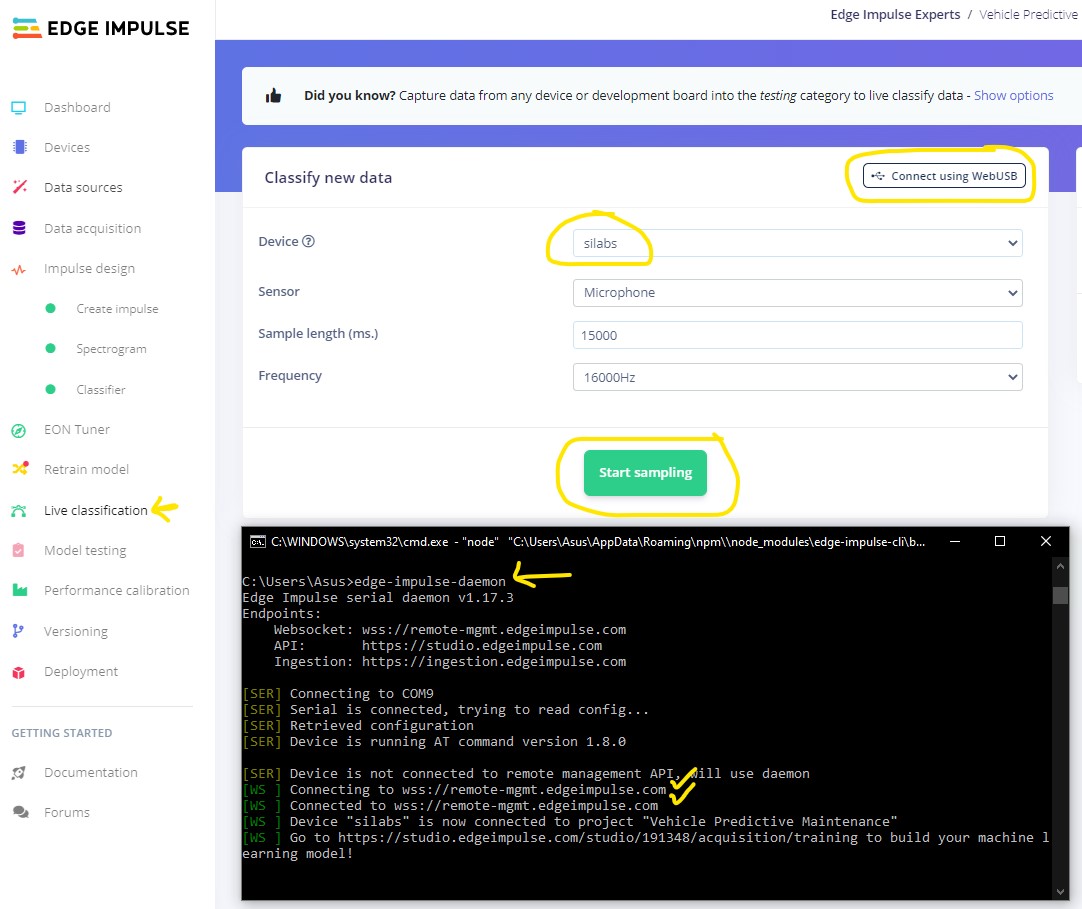 EDGE IMPULSE
Edge Impulse Experts / Vehicle Predictive
Dashboard
Devices
Data sources
Data acquisition
Impulse design
Create impulse
Spectrogram
Classifier
EON Tuner
Retrain model
Live classification
Model testing
Performance calibration
Versioning
Deployment
GETTING STARTED
Documentation
Forums
Did you know? Capture data from any device or development board into the testing category to live classify data - Show options
Classify new data
Connect using WebUSB
Device ?
silabs
Sensor
Microphone
Sample length (ms.)
15000
Frequency
16000Hz
Start sampling
C:\WINDOWS\system32\cmd.exe - "node" "C:\Users\Asus\AppData\Roaming\npm\\node_modules\edge-impulse-cli\b...
C:\Users\Asus>edge-impulse-daemon
Edge Impulse serial daemon v1.17.3
Endpoints:
Websocket: wss://remote-mgmt.edgeimpulse.com
API: https://studio.edgeimpulse.com
Ingestion: https://ingestion.edgeimpulse.com
[SER] Connecting to COM9
[SER] Serial is connected, trying to read config...
[SER] Retrieved configuration
[SER] Device is running AT command version 1.8.0
[SER] Device is not connected to remote management API, will use daemon
[WS ] Connecting to wss://remote-mgmt.edgeimpulse.com
[WS ] Connected to wss://remote-mgmt.edgeimpulse.com
[WS ] Device "silabs" is now connected to project "Vehicle Predictive Maintenance"
[WS ] Go to https://studio.edgeimpulse.com/studio/191348/acquisition/training to build your machine l
earning model!